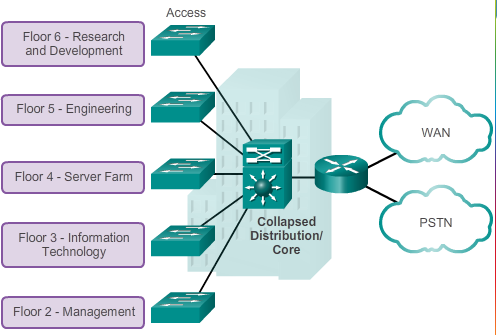 Access
Floor 6 - Research
and Development
Floor 5 - Engineering
Floor 4 - Server Farm
Floor 3 - Information
Technology
Floor 2 - Management
Collapsed
Distribution/
Core
WAN
PSTN